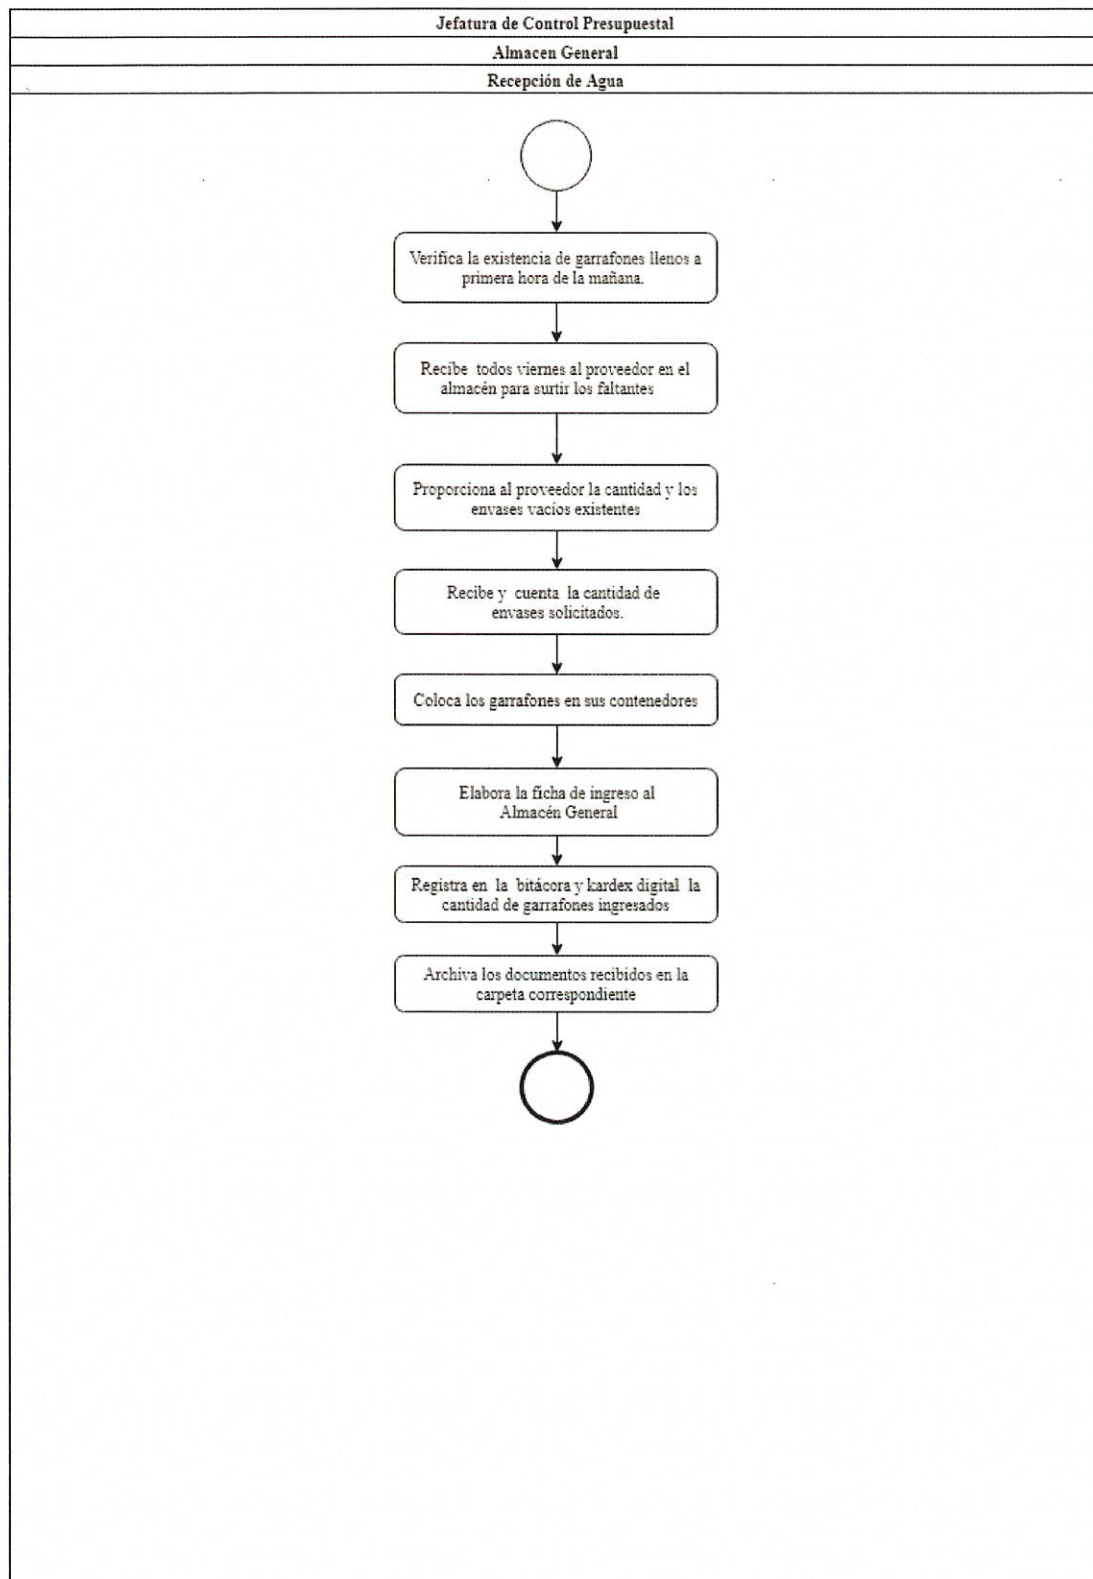 Jefatura de Control Presupuestal
Almacen General
Recepción de Agua
Verifica la existencia de garrafones llenos a
primera hora de la mañana.
Recibe todos viernes al proveedor en el
almacén para surtir los faltantes
Proporciona al proveedor la cantidad y los
envases vacios existentes
Recibe y cuenta la cantidad de
envases solicitados.
Coloca los garrafones en sus contenedores
Elabora la ficha de ingreso al
Almacén General
Registra en la bitácora y kardex digital la
cantidad de garrafones ingresados
Archiva los documentos recibidos en la
carpeta correspondiente